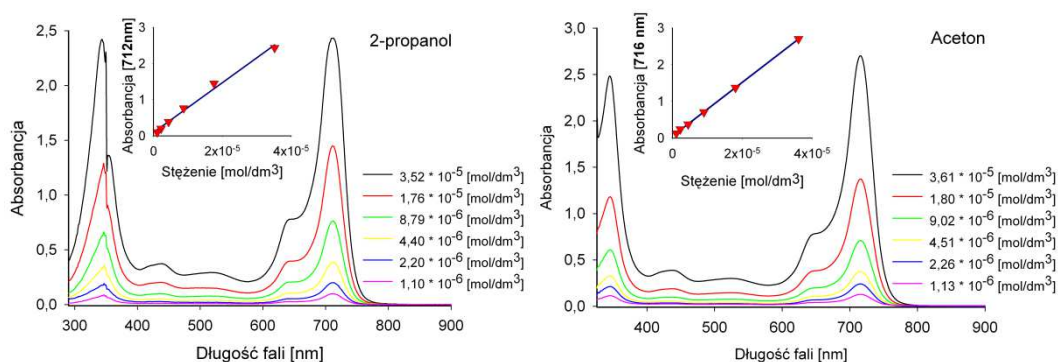 2-propanol
Absorbancja
2,5
2,0
1,5
1,0
0,5
0,0
300 400 500 600 700 800 900
Długość fali [nm]
Absorbancja [712nm]
3
2
1
0
0 2x10-5 4x10-5
Stężenie [mol/dm3]
3,52 * 10-5 [mol/dm3]
1,76 * 10-5 [mol/dm3]
8,79 * 10-6 [mol/dm3]
4,40 * 10-6 [mol/dm3]
2,20 * 10-6 [mol/dm3]
1,10 * 10-6 [mol/dm3]
Aceton
Absorbancja
3,0
2,5
2,0
1,5
1,0
0,5
0,0
400 500 600 700 800 900
Długość fali [nm]
Absorbancja [716 nm]
3
2
1
0
0 2x10-5 4x10-5
Stężenie [mol/dm3]
3,61 * 10-5 [mol/dm3]
1,80 * 10-5 [mol/dm3]
9,02 * 10-6 [mol/dm3]
4,51 * 10-6 [mol/dm3]
2,26 * 10-6 [mol/dm3]
1,13 * 10-6 [mol/dm3]